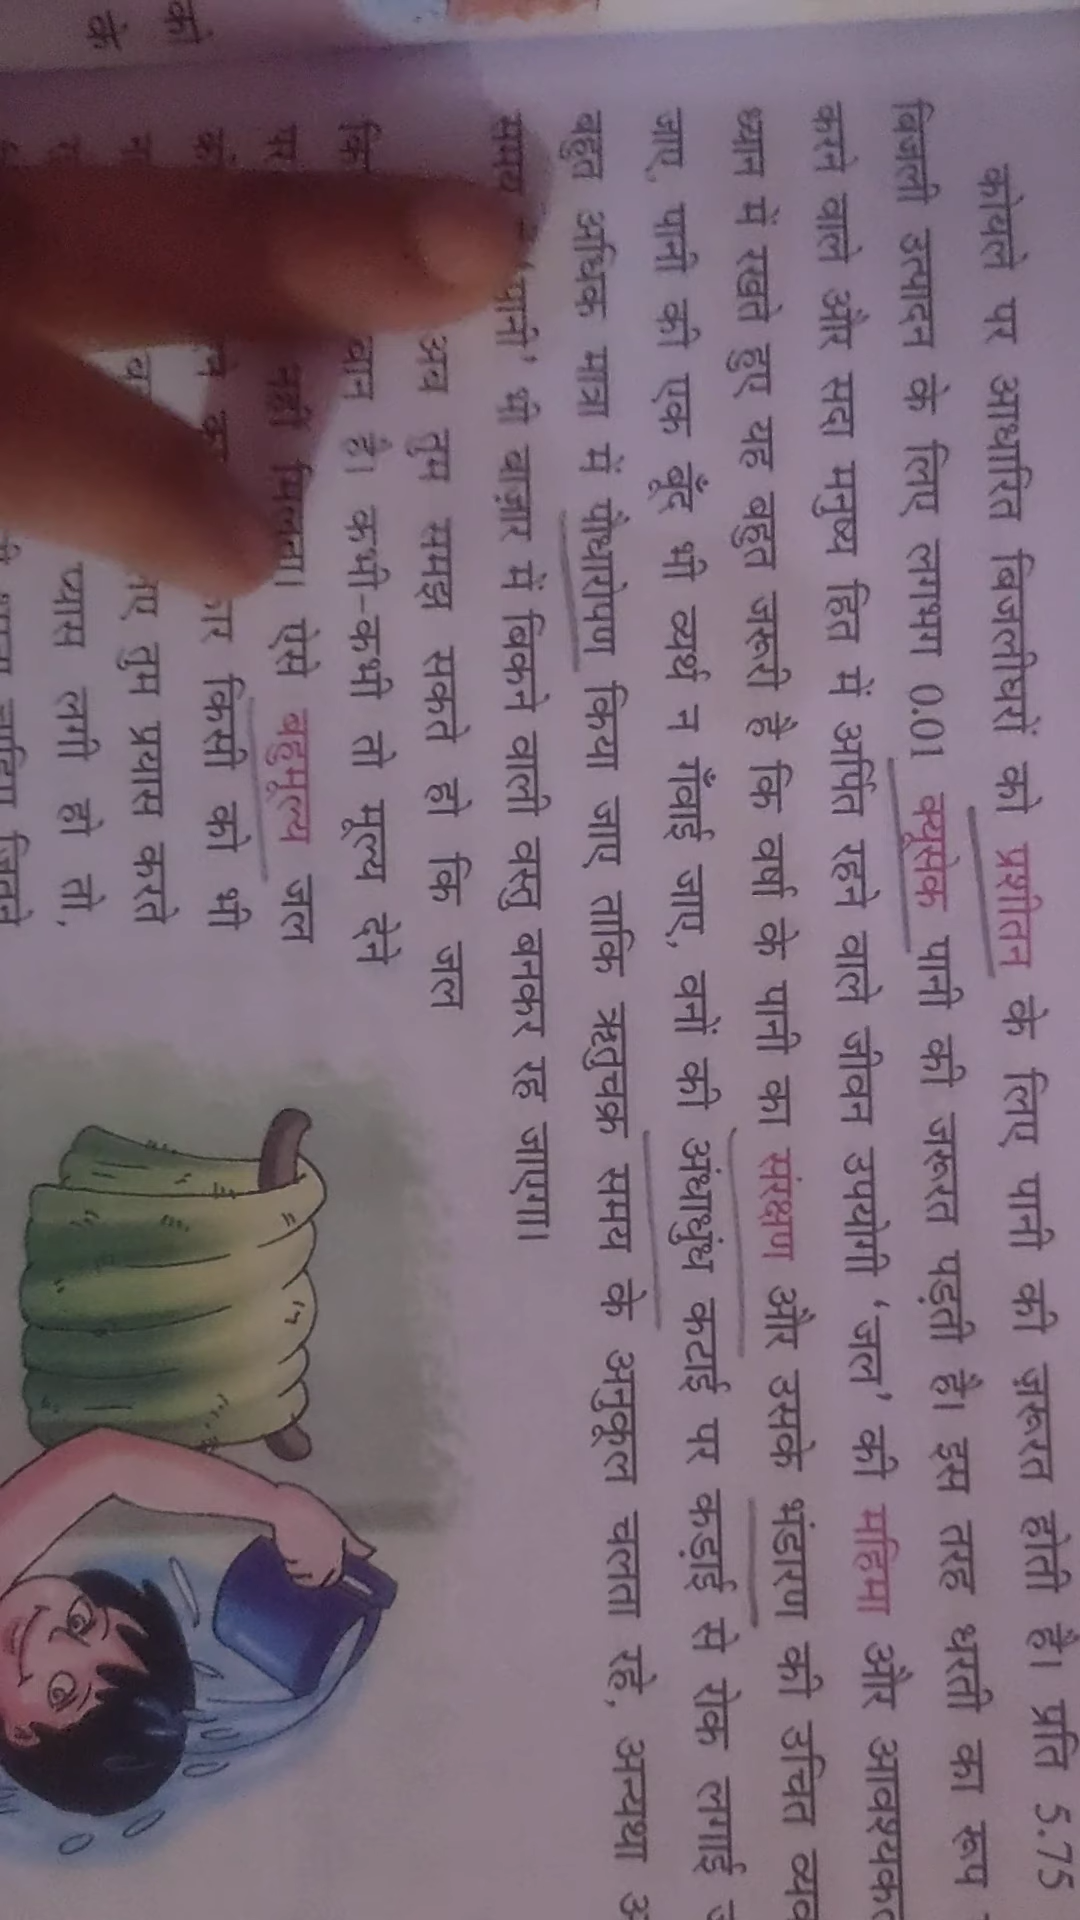 कोयले पर आधारित बिजलीघरों को प्रशीतन के लिए पानी की ज़रूरत होती है। प्रति 5.75
बिजली उत्पादन के लिए लगभग 0.01 क्यूसेक पानी की जरूरत पड़ती है। इस तरह धरती का रूप
करने वाले और सदा मनुष्य हित में अर्पित रहने वाले जीवन उपयोगी ‘जल’ की महिमा और
ध्यान में रखते हुए यह बहुत जरूरी है कि वर्षा के पानी का संरक्षण और उसके भंडारण की उचित
जाए, पानी की एक बूँद भी व्यर्थ न गँवाई जाए, वनों की अंधाधुंध कटाई पर कड़ाई से रोक लगाई
बहुत अधिक मात्रा में पौधारोपण किया जाए ताकि ऋतुचक्र समय के अनुकूल चलता रहे, अन्यथा
समय ‘पानी’ भी बाज़ार में बिकने वाली वस्तु बनकर रह जाएगा।
अब तुम समझ सकते हो कि जल
है। कभी-कभी तो मूल्य देने
पर नहीं मिलता। ऐसे बहुमूल्य जल
किसी को भी
तुम प्रयास करते
प्यास लगी हो तो,